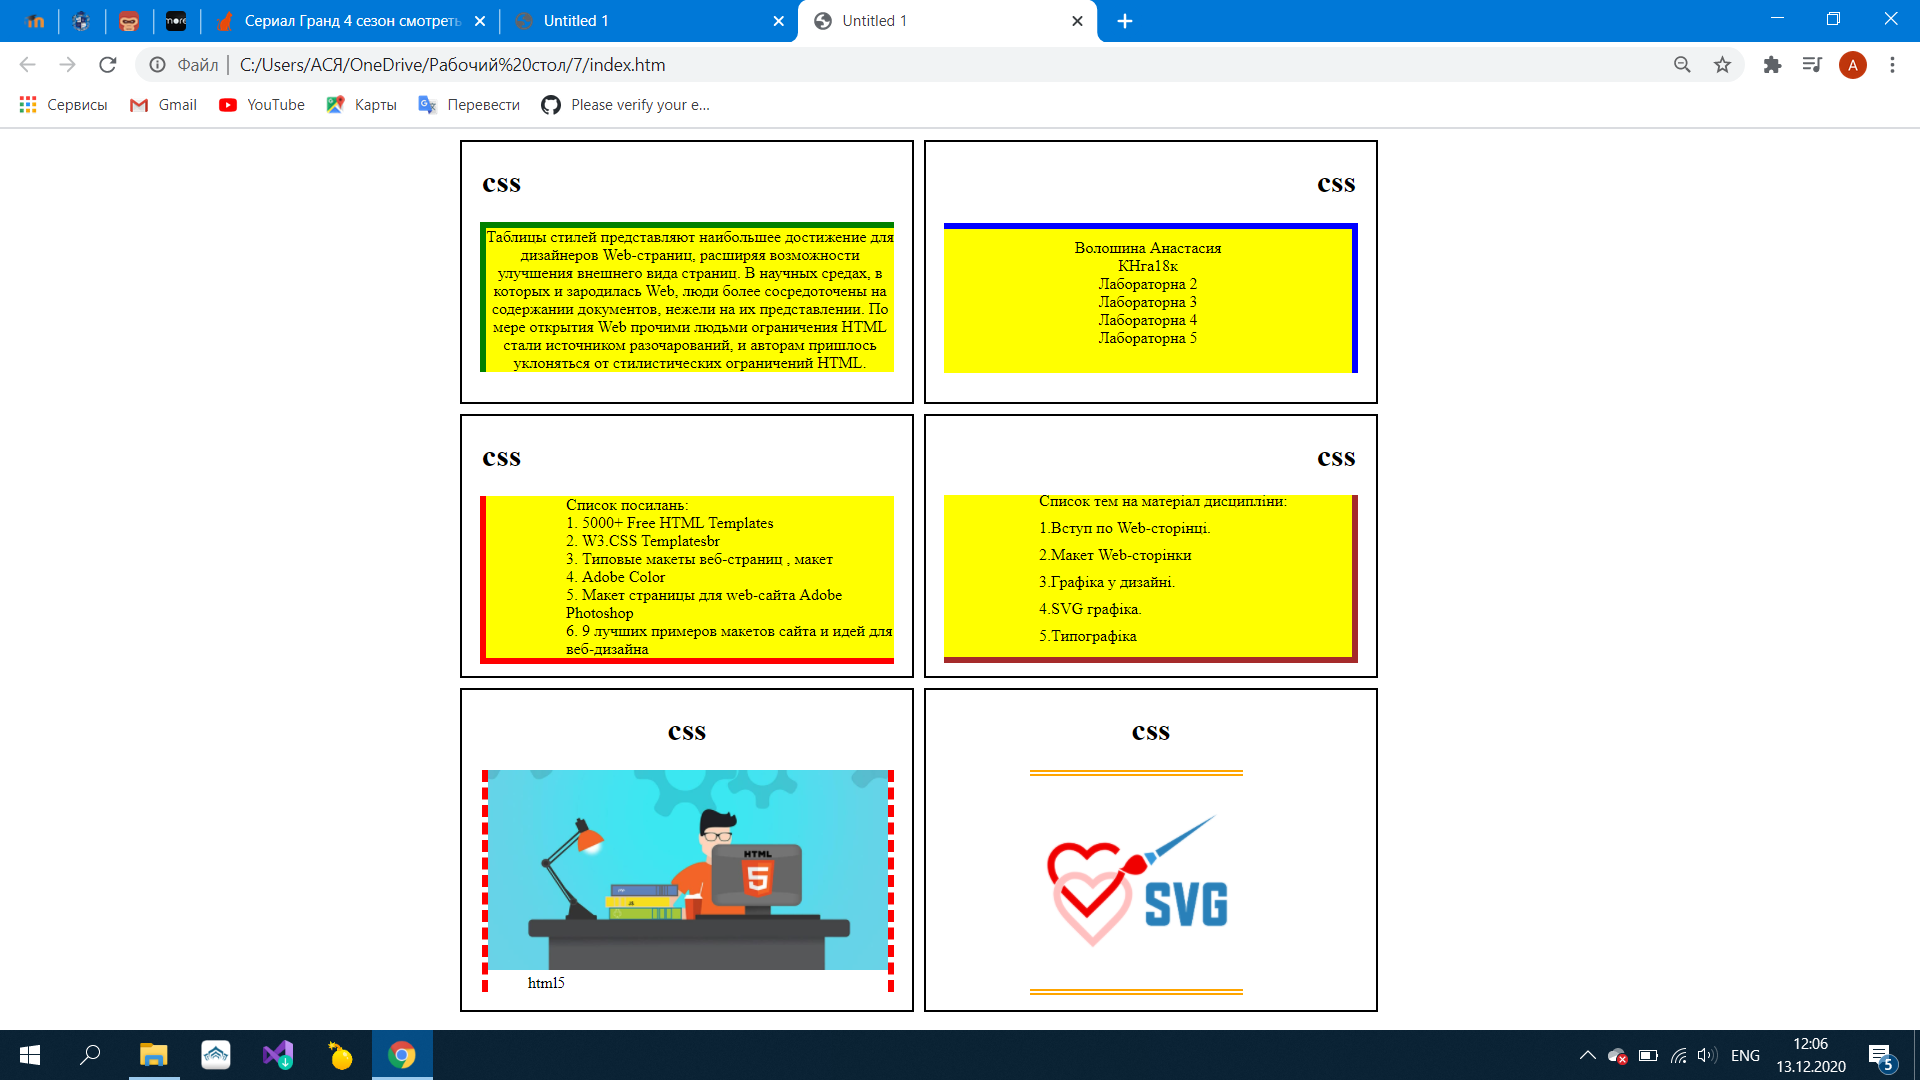 Сериал Гранд 4 сезон смотреть
Untitled 1
Untitled 1
Файл | C:/Users/АСЯ/OneDrive/Рабочий%20стол/7/index.htm
A
Сервисы
Gmail
YouTube
Карты
Перевести
Please verify your e...
css
Таблицы стилей представляют наибольшее достижение для
дизайнеров Web-страниц, расширяя возможности
улучшения внешнего вида страниц. В научных средах, в
которых и зародилась Web, люди более сосредоточены на
содержании документов, нежели на их представлении. По
мере открытия Web прочими людьми ограничения HTML
стали источником разочарований, и авторам пришлось
уклоняться от стилистических ограничений HTML.
css
Волошина Анастасия
КНга18к
Лабораторна 2
Лабораторна 3
Лабораторна 4
Лабораторна 5
css
Список посилань:
1. 5000+ Free HTML Templates
2. W3.CSS Templatesbr
3. Типовые макеты веб-страниц , макет
4. Adobe Color
5. Макет страницы для web-сайта Adobe
Photoshop
6. 9 лучших примеров макетов сайта и идей для
веб-дизайна
css
Список тем на матеріал дисципліни:
1.Вступ по Web-сторінці.
2.Макет Web-сторінки
3.Графіка у дизайні.
4.SVG графіка.
5.Типографіка
css
HTML
5
JS
html5
css
SVG
ENG
12:06
13.12.2020
5